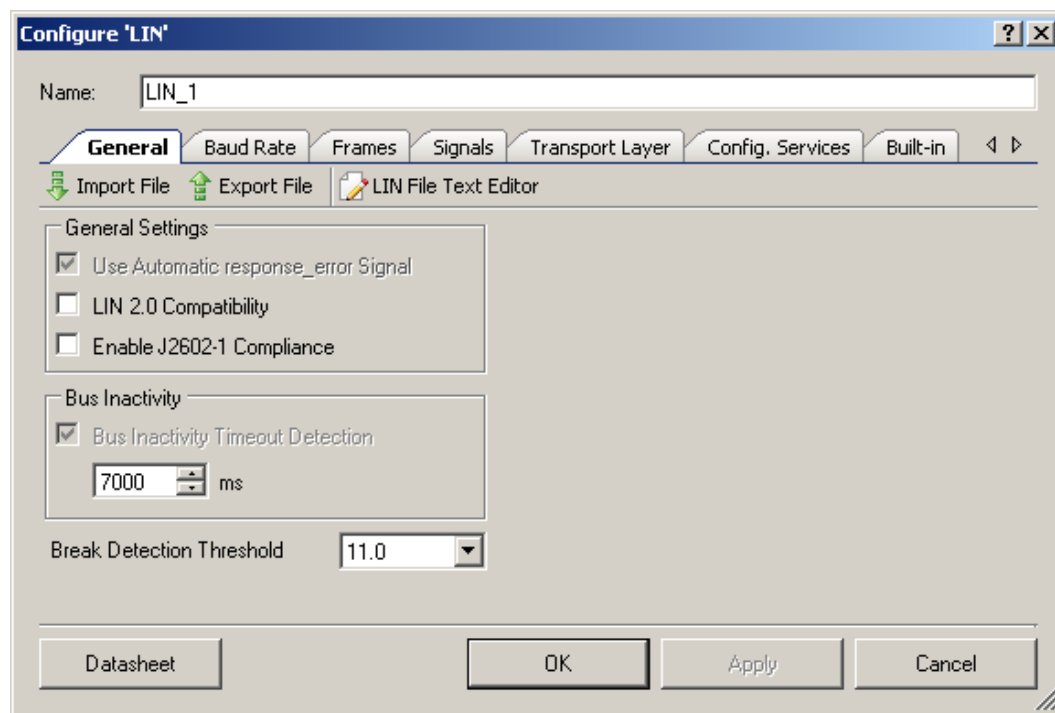 Configure 'LIN'
Name: LIN_1
General Baud Rate Frames Signals Transport Layer Config. Services Built-in
Import File Export File LIN File Text Editor
General Settings
Use Automatic response_error Signal
LIN 2.0 Compatibility
Enable J2602-1 Compliance
Bus Inactivity
Bus Inactivity Timeout Detection
7000 ms
Break Detection Threshold 11.0
Datasheet OK Apply Cancel